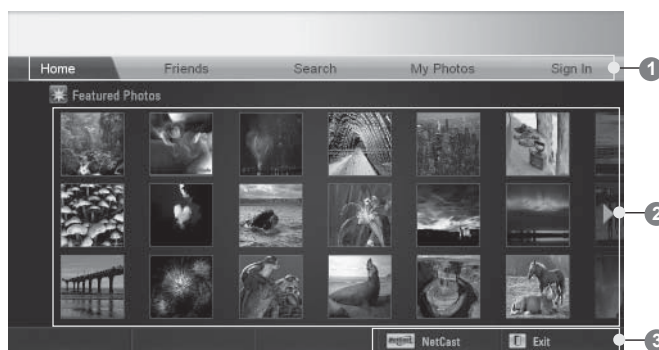 Home Friends Search My Photos Sign In
1
Featured Photos
2
NetCast Exit
3